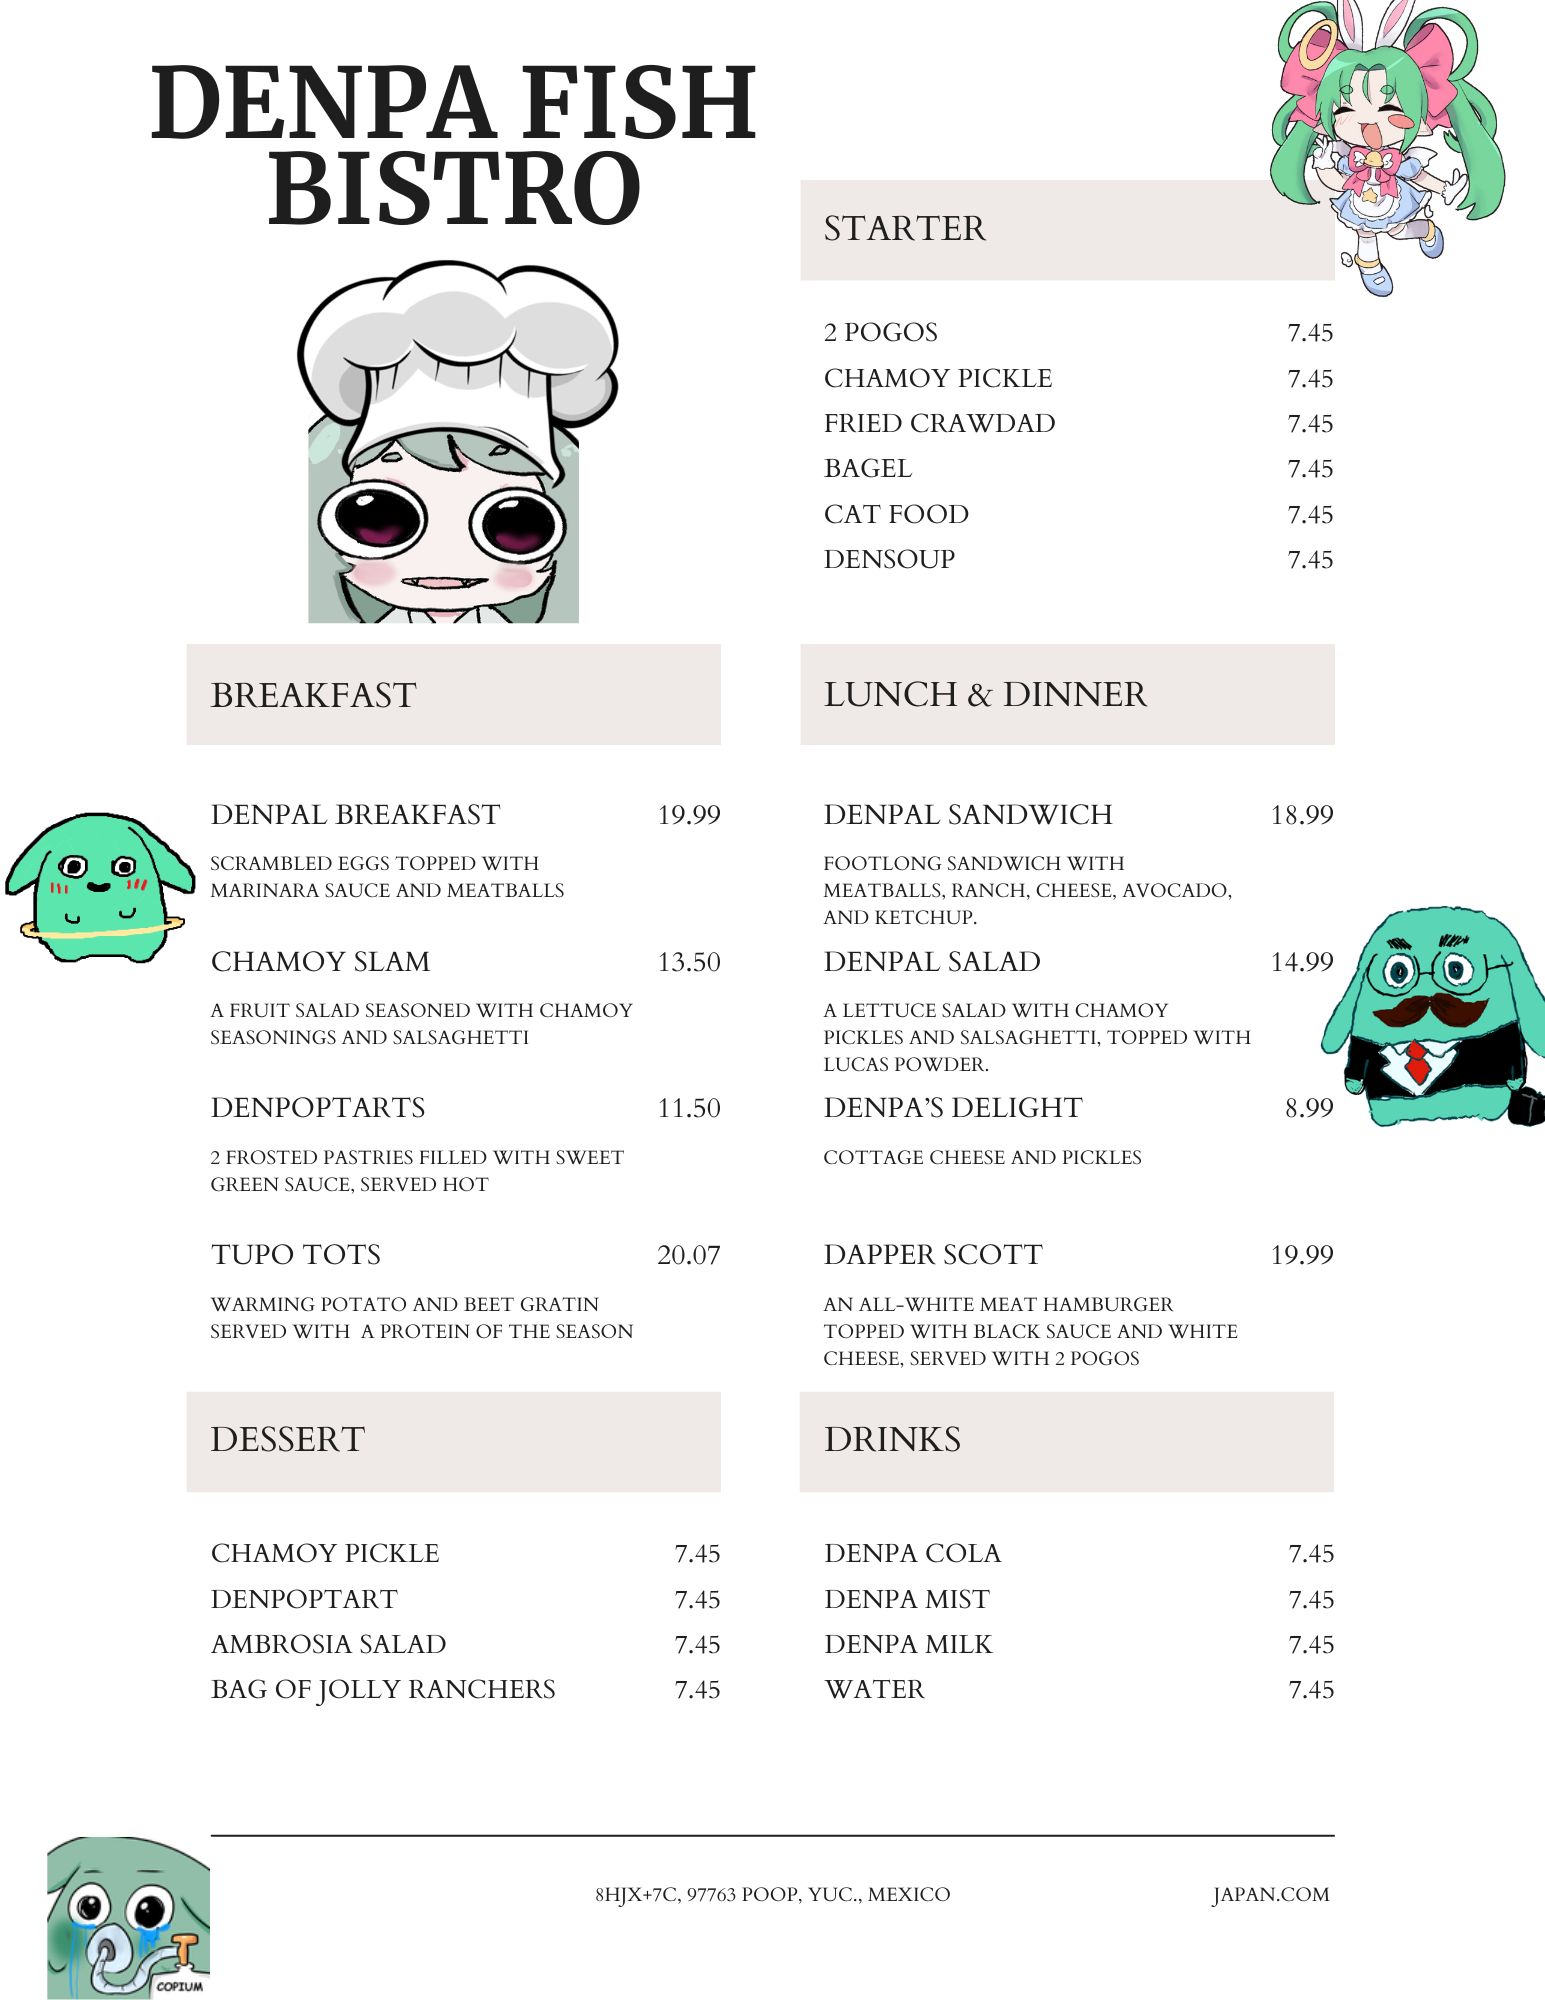 DENPA FISH
BISTRO
STARTER
2 POGOS 7.45
CHAMOY PICKLE 7.45
FRIED CRAWDAD 7.45
BAGEL 7.45
CAT FOOD 7.45
DENSOUP 7.45
BREAKFAST
DENPAL BREAKFAST 19.99
SCRAMBLED EGGS TOPPED WITH
MARINARA SAUCE AND MEATBALLS
CHAMOY SLAM 13.50
A FRUIT SALAD SEASONED WITH CHAMOY
SEASONINGS AND SALSAGHETTI
DENPOPTARTS 11.50
2 FROSTED PASTRIES FILLED WITH SWEET
GREEN SAUCE, SERVED HOT
TUPO TOTS 20.07
WARMING POTATO AND BEET GRATIN
SERVED WITH A PROTEIN OF THE SEASON
LUNCH & DINNER
DENPAL SANDWICH 18.99
FOOTLONG SANDWICH WITH
MEATBALLS, RANCH, CHEESE, AVOCADO,
AND KETCHUP.
DENPAL SALAD 14.99
A LETTUCE SALAD WITH CHAMOY
PICKLES AND SALSAGHETTI, TOPPED WITH
LUCAS POWDER.
DENPA'S DELIGHT 8.99
COTTAGE CHEESE AND PICKLES
DAPPER SCOTT 19.99
AN ALL-WHITE MEAT HAMBURGER
TOPPED WITH BLACK SAUCE AND WHITE
CHEESE, SERVED WITH 2 POGOS
DESSERT
CHAMOY PICKLE 7.45
DENPOPTART 7.45
AMBROSIA SALAD 7.45
BAG OF JOLLY RANCHERS 7.45
DRINKS
DENPA COLA 7.45
DENPA MIST 7.45
DENPA MILK 7.45
WATER 7.45
8HJX+7C, 97763 POOP, YUC., MEXICO
JAPAN.COM
COPIUM